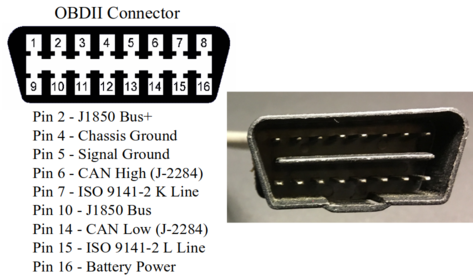 OBDII Connector
1 2 3 4 5 6 7 8
9 10 11 12 13 14 15 16
Pin 2 - J1850 Bus+
Pin 4 - Chassis Ground
Pin 5 - Signal Ground
Pin 6 - CAN High (J-2284)
Pin 7 - ISO 9141-2 K Line
Pin 10 - J1850 Bus
Pin 14 - CAN Low (J-2284)
Pin 15 - ISO 9141-2 L Line
Pin 16 - Battery Power